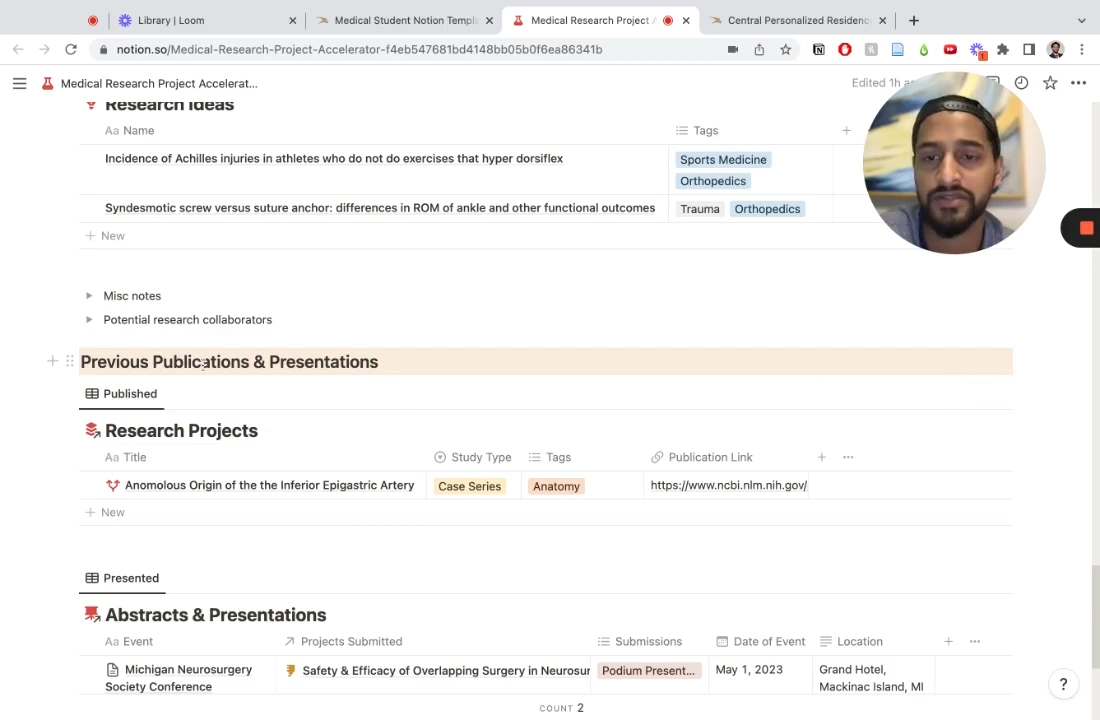 Library | Loom
Medical Student Notion Templa
Medical Research Project A
Central Personalized Residenc
notion.so/Medical-Research-Project-Accelerator-f4eb547681bd4148bb05b0f6ea86341b
1
Medical Research Project Accelerat...
Edited 1h
Research Ideas
Aa Name
Tags
Incidence of Achilles injuries in athletes who do not do exercises that hyper dorsiflex
Sports Medicine
Orthopedics
Syndesmotic screw versus suture anchor: differences in ROM of ankle and other functional outcomes
Trauma Orthopedics
+ New
Misc notes
Potential research collaborators
Previous Publications & Presentations
Published
Research Projects
Aa Title
Study Type
Tags
Publication Link
Anomolous Origin of the the Inferior Epigastric Artery
Case Series
Anatomy
https://www.ncbi.nlm.nih.gov/
+ New
Presented
Abstracts & Presentations
Aa Event
Projects Submitted
Submissions
Date of Event
Location
Michigan Neurosurgery
Society Conference
Safety & Efficacy of Overlapping Surgery in Neurosur
Podium Present...
May 1, 2023
Grand Hotel,
Mackinac Island, MI
COUNT 2
?